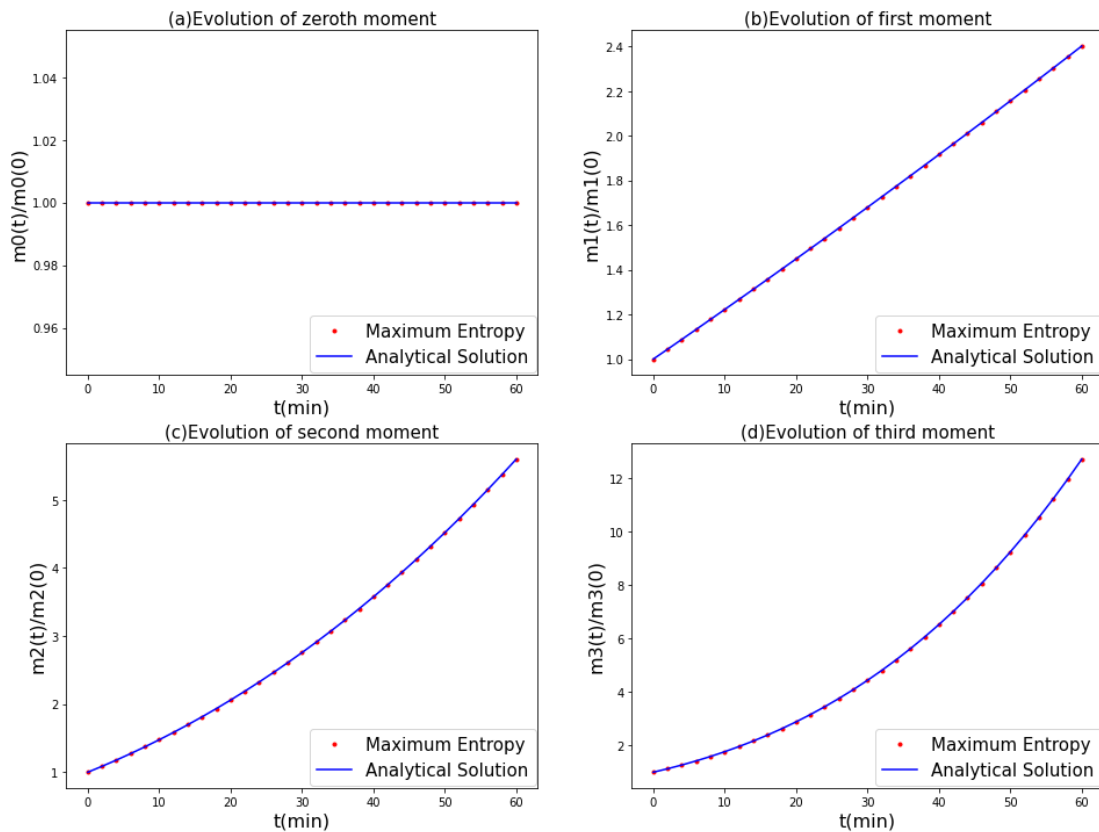 (a)Evolution of zeroth moment
m0(t)/m0(0)
1.04
1.02
1.00
0.98
0.96
Maximum Entropy
Analytical Solution
0 10 20 30 40 50 60
t(min)
(b)Evolution of first moment
m1(t)/m1(0)
2.4
2.2
2.0
1.8
1.6
1.4
1.2
1.0
Maximum Entropy
Analytical Solution
0 10 20 30 40 50 60
t(min)
(c)Evolution of second moment
m2(t)/m2(0)
5
4
3
2
1
Maximum Entropy
Analytical Solution
0 10 20 30 40 50 60
t(min)
(d)Evolution of third moment
m3(t)/m3(0)
12
10
8
6
4
2
Maximum Entropy
Analytical Solution
0 10 20 30 40 50 60
t(min)